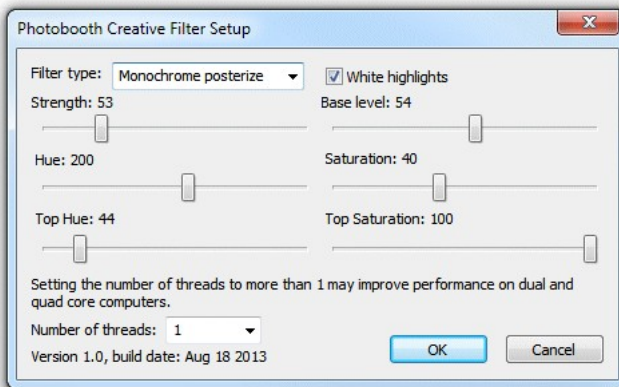 Photobooth Creative Filter Setup
Filter type: Monochrome posterize White highlights
Strength: 53 Base level: 54
Hue: 200 Saturation: 40
Top Hue: 44 Top Saturation: 100
Setting the number of threads to more than 1 may improve performance on dual and
quad core computers.
Number of threads: 1
Version 1.0, build date: Aug 18 2013
OK Cancel